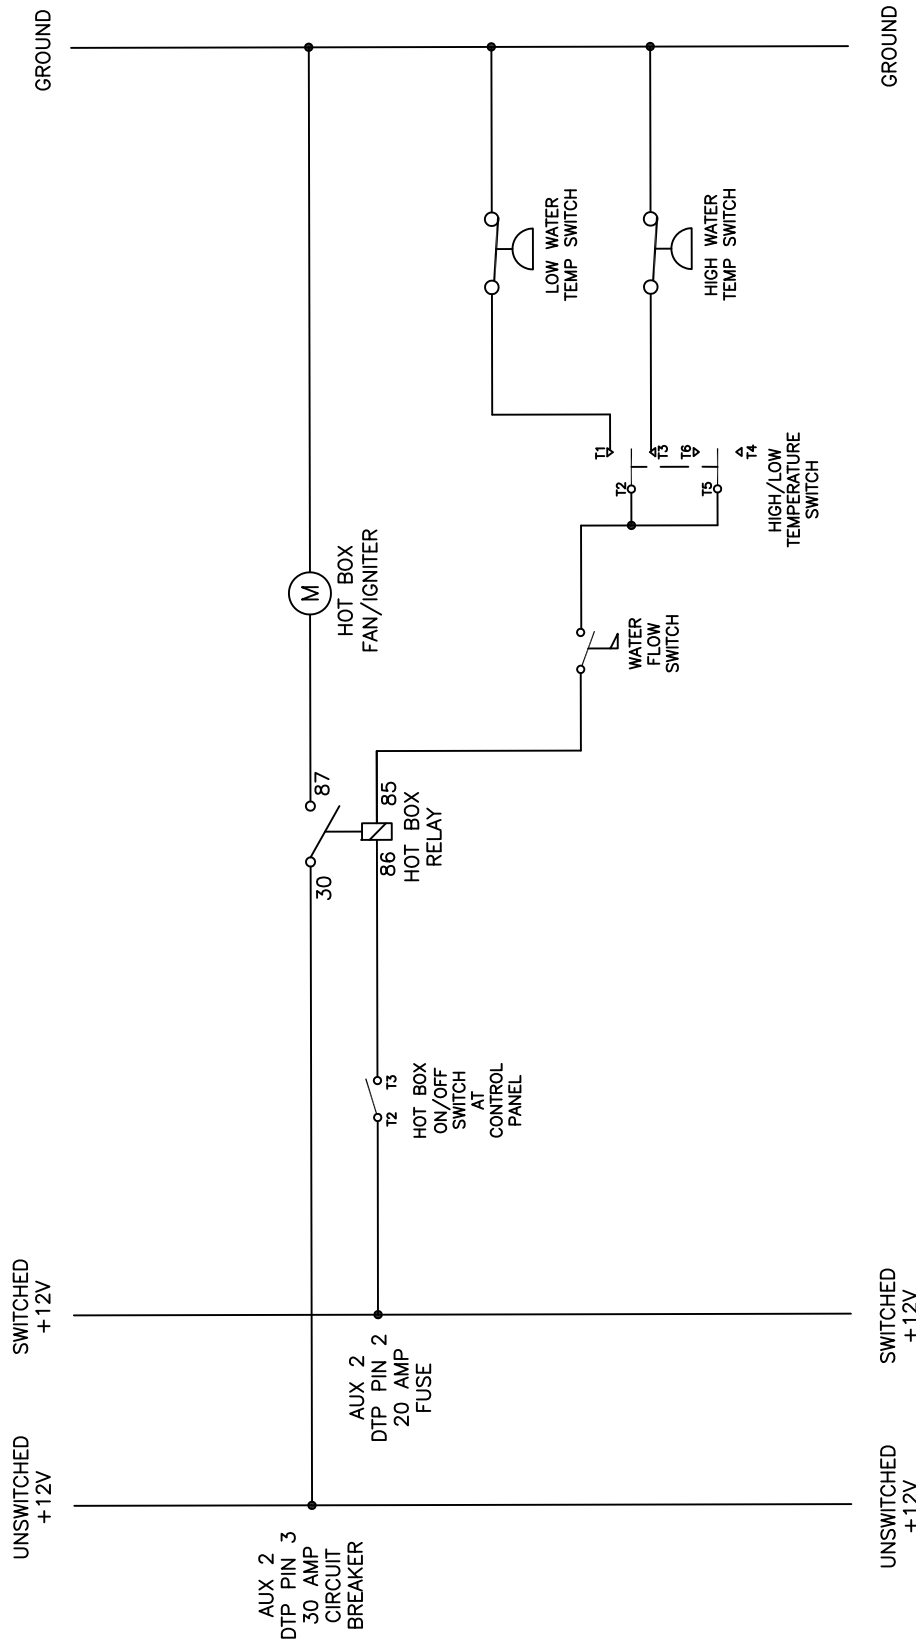 UNSWITCHED
+12V
SWITCHED
+12V
GROUND
AUX 2
DTP PIN 3
30 AMP
CIRCUIT
BREAKER
30
87
M
HOT BOX
FAN/IGNITER
AUX 2
DTP PIN 2
20 AMP
FUSE
T2
T3
HOT BOX
ON/OFF
SWITCH
AT
CONTROL
PANEL
86
85
HOT BOX
RELAY
LOW WATER
TEMP SWITCH
WATER
FLOW
SWITCH
T1
T2
T3
T6
T5
T4
HIGH/LOW
TEMPERATURE
SWITCH
HIGH WATER
TEMP SWITCH
UNSWITCHED
+12V
SWITCHED
+12V
GROUND